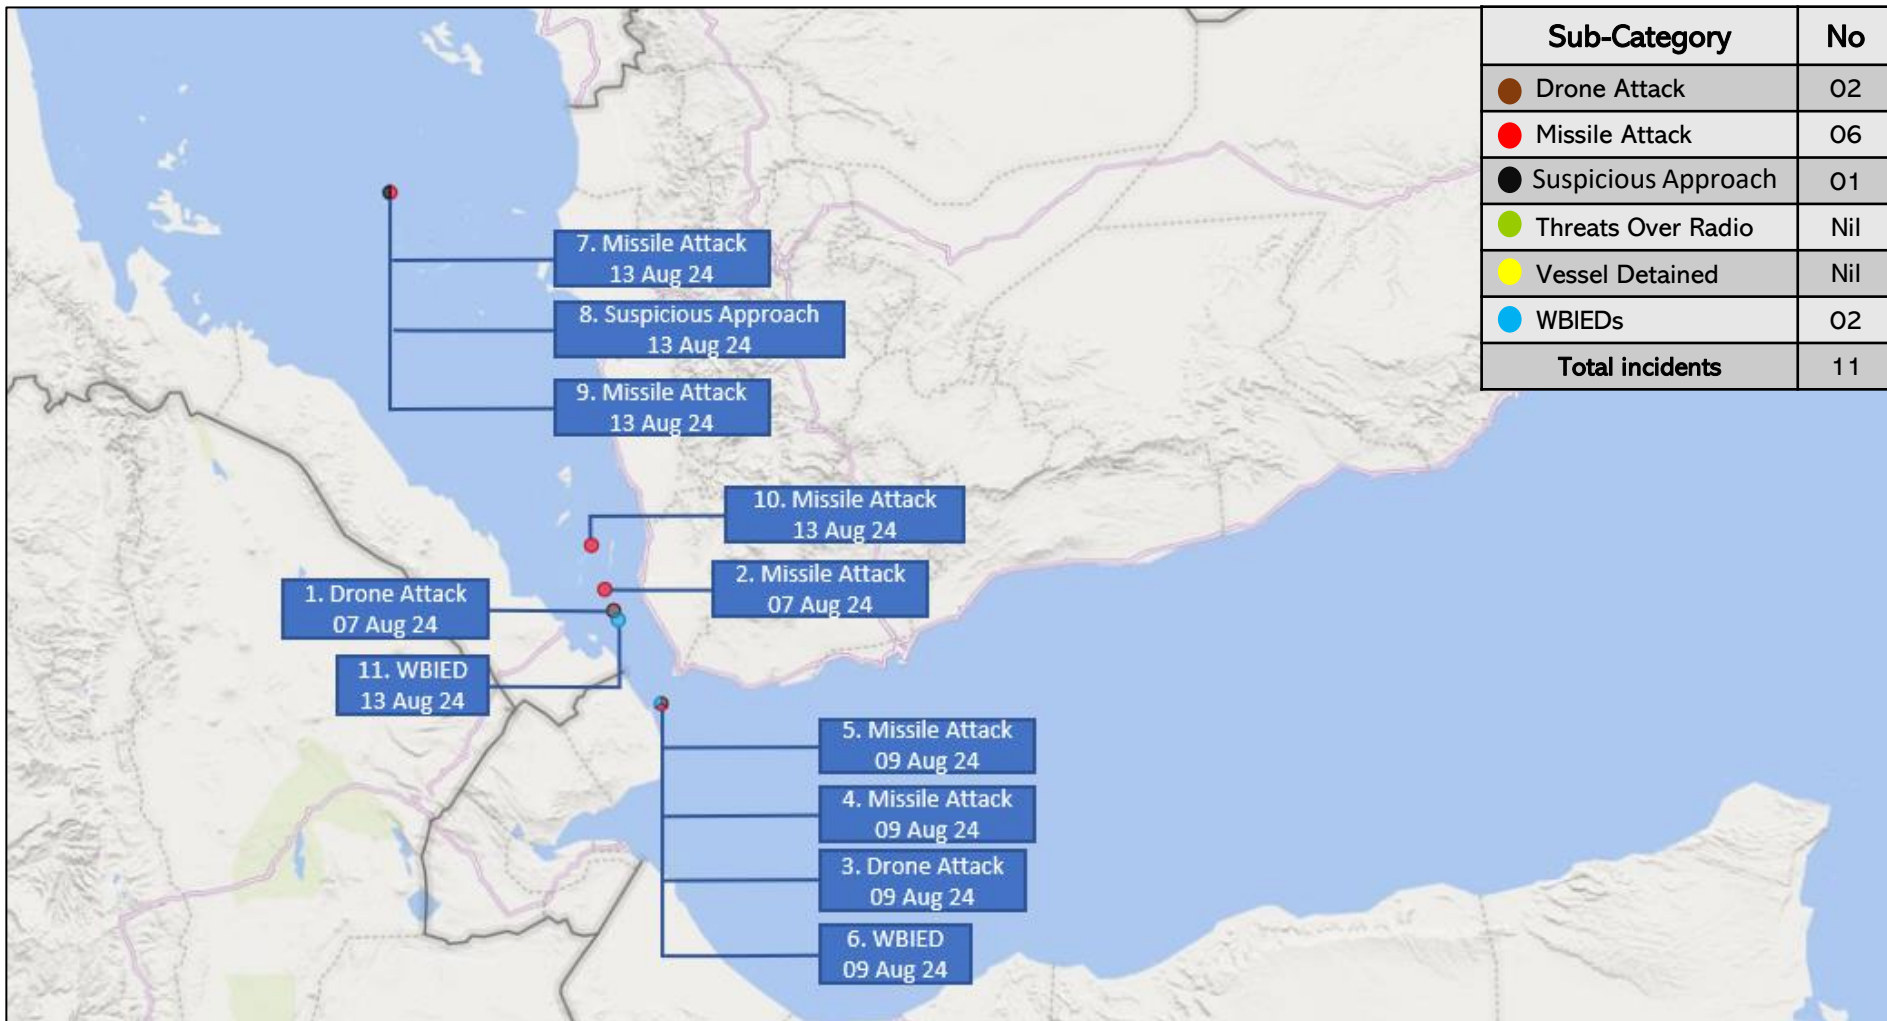 Sub-Category No
Drone Attack 02
Missile Attack 06
Suspicious Approach 01
Threats Over Radio Nil
Vessel Detained Nil
WBIEDs 02
Total incidents 11
7. Missile Attack
13 Aug 24
8. Suspicious Approach
13 Aug 24
9. Missile Attack
13 Aug 24
10. Missile Attack
13 Aug 24
2. Missile Attack
07 Aug 24
1. Drone Attack
07 Aug 24
11. WBIED
13 Aug 24
5. Missile Attack
09 Aug 24
4. Missile Attack
09 Aug 24
3. Drone Attack
09 Aug 24
6. WBIED
09 Aug 24